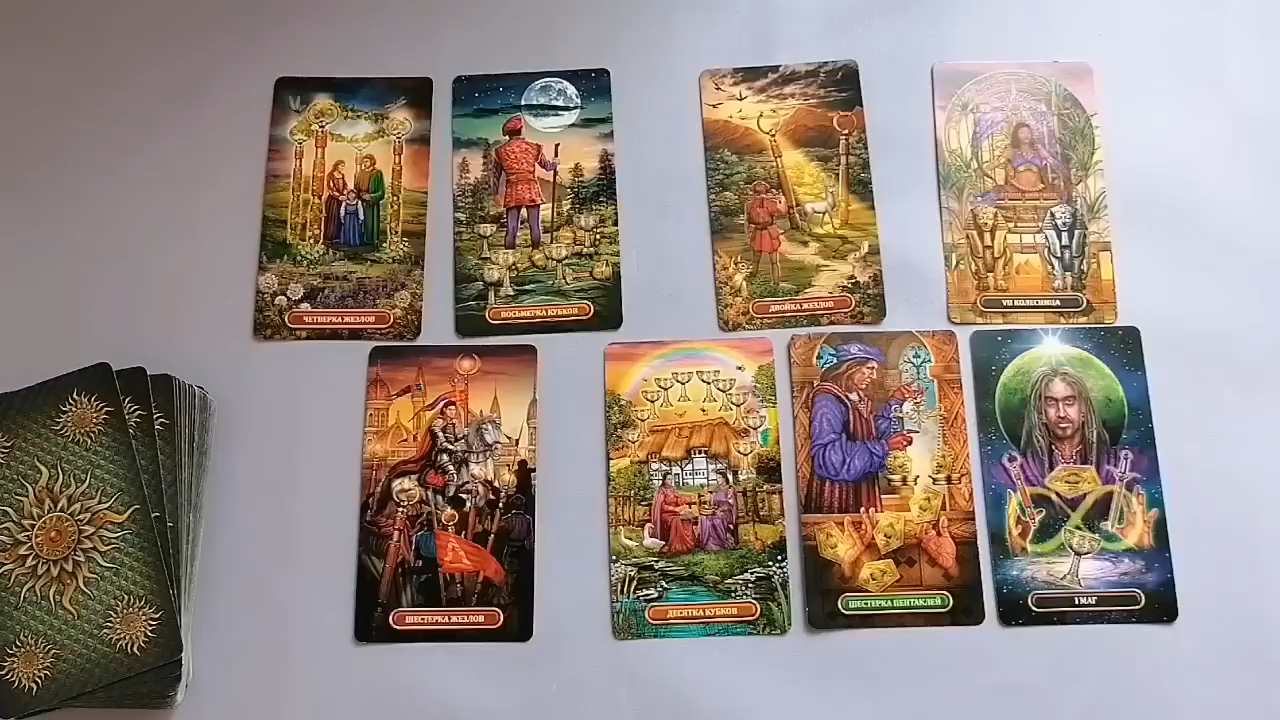 ЧЕТВЕРКА ЖЕЗЛОВ
ВОСЬМЕРКА КУБКОВ
ДВОЙКА ЖЕЗЛОВ
VII КОЛЕСНИЦА
ШЕСТЕРКА ЖЕЗЛОВ
ДЕСЯТКА КУБКОВ
ШЕСТЕРКА ПЕНТАКЛЕЙ
I МАГ